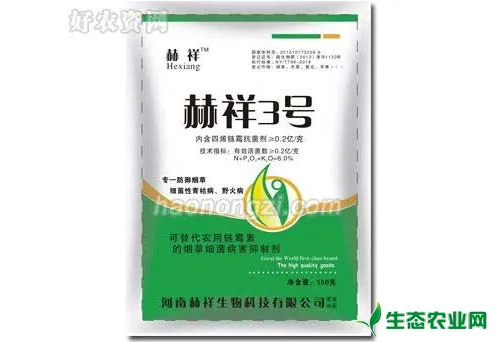 好农资网
赫祥™
Hexiang
赫祥3号
内含四烯链霉抗菌剂≥0.2亿/克
技术指标：有效活菌数≥0.2亿/克
N+P₂O₅+K₂O=6.0%
专一防御烟草
细菌性青枯病、野火病
haonongzi.com
可替代农用链霉素
的烟草细菌病害抑制剂
Great the World first-class brand
The high quality goods
净含量：150克
河南赫祥生物科技有限公司
生态农业网